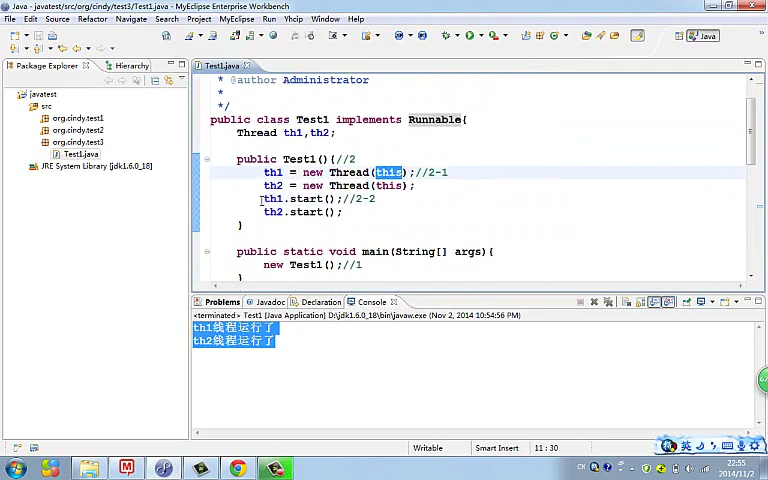 Java - javatest/src/org/cindy/test3/Test1.java - MyEclipse Enterprise Workbench
File Edit Source Refactor Navigate Search Project MyEclipse Run Yhcip Window Help
Java
Package Explorer Hierarchy
javatest
src
org.cindy.test1
org.cindy.test2
org.cindy.test3
Test1.java
JRE System Library [jdk1.6.0_18]
Test1.java
* @author Administrator
*
*/
public class Test1 implements Runnable{
Thread th1,th2;
public Test1(){//2
th1 = new Thread(this);//2-1
th2 = new Thread(this);
th1.start();//2-2
th2.start();
}
public static void main(String[] args){
new Test1();//1
}
Problems Javadoc Declaration Console
<terminated> Test1 [Java Application] D:\jdk1.6.0_18\bin\javaw.exe (Nov 2, 2014 10:54:56 PM)
th1线程运行了
th2线程运行了
Writable Smart Insert 11 : 30
英
CH
22:55
2014/11/2